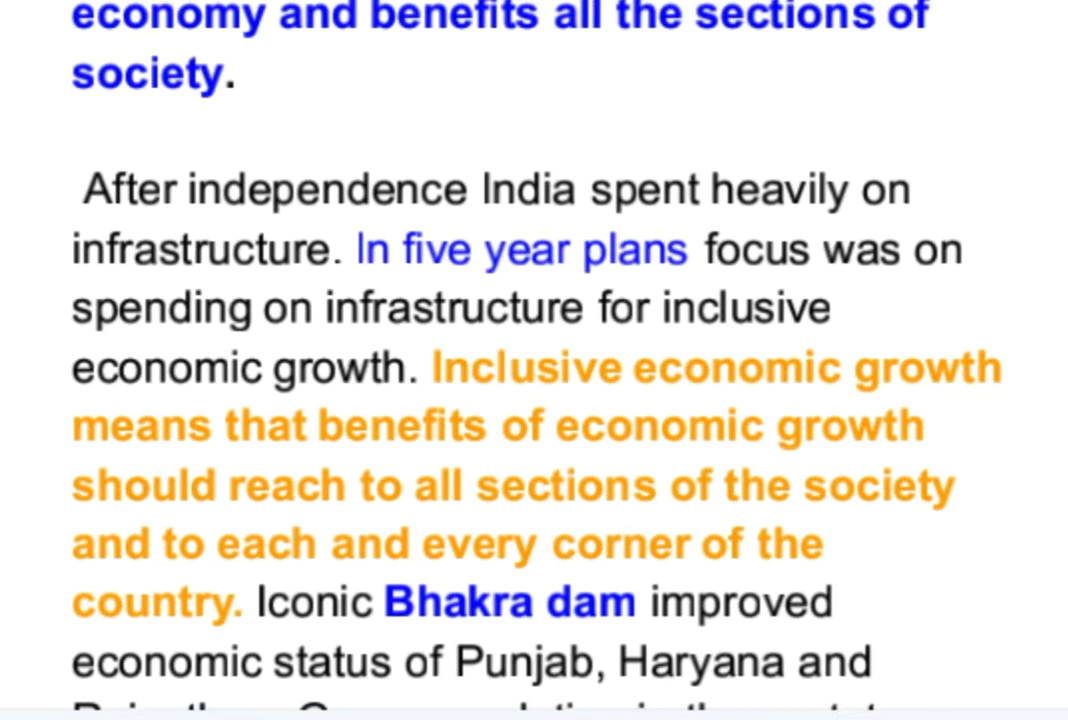 economy and benefits all the sections of
society.
After independence India spent heavily on
infrastructure. In five year plans focus was on
spending on infrastructure for inclusive
economic growth. Inclusive economic growth
means that benefits of economic growth
should reach to all sections of the society
and to each and every corner of the
country. Iconic Bhakra dam improved
economic status of Punjab, Haryana and